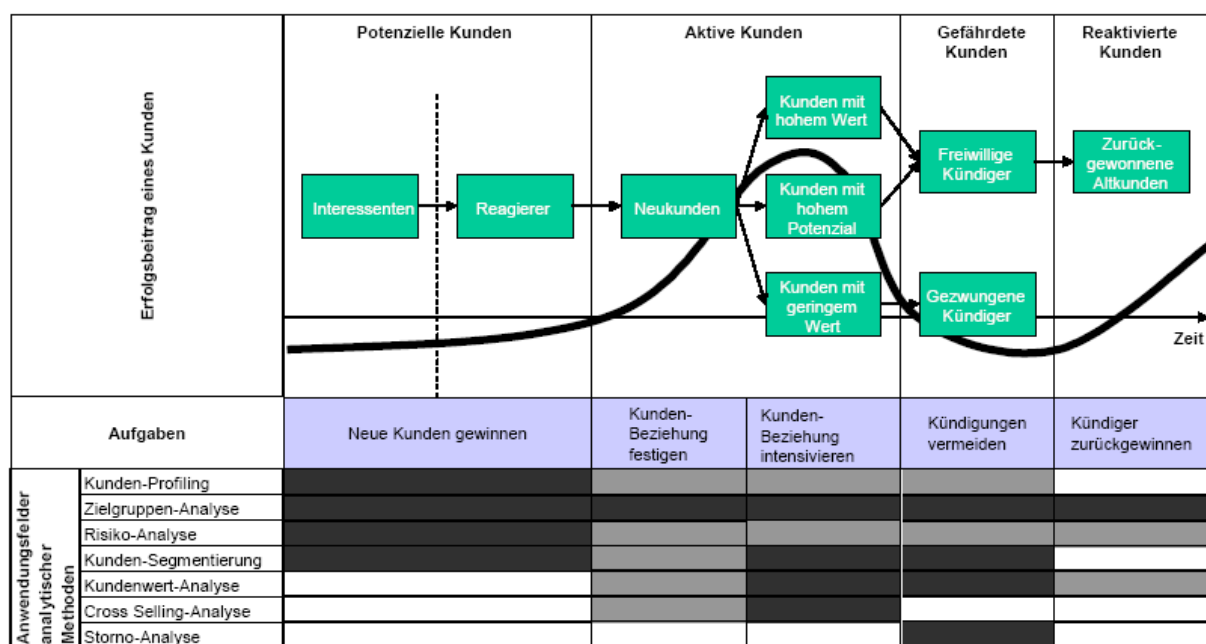 Potenzielle Kunden
Aktive Kunden
Gefährdete
Kunden
Reaktivierte
Kunden
Erfolgsbeitrag eines Kunden
Interessenten
Reagierer
Neukunden
Kunden mit
hohem Wert
Kunden mit
hohem
Potenzial
Kunden mit
geringem
Wert
Freiwillige
Kündiger
Gezwungene
Kündiger
Zurück-
gewonnene
Altkunden
Zeit
Aufgaben
Neue Kunden gewinnen
Kunden-
Beziehung
festigen
Kunden-
Beziehung
intensivieren
Kündigungen
vermeiden
Kündiger
zurückgewinnen
Anwendungsfelder
analytischer
Methoden
Kunden-Profiling
Zielgruppen-Analyse
Risiko-Analyse
Kunden-Segmentierung
Kundenwert-Analyse
Cross Selling-Analyse
Storno-Analyse